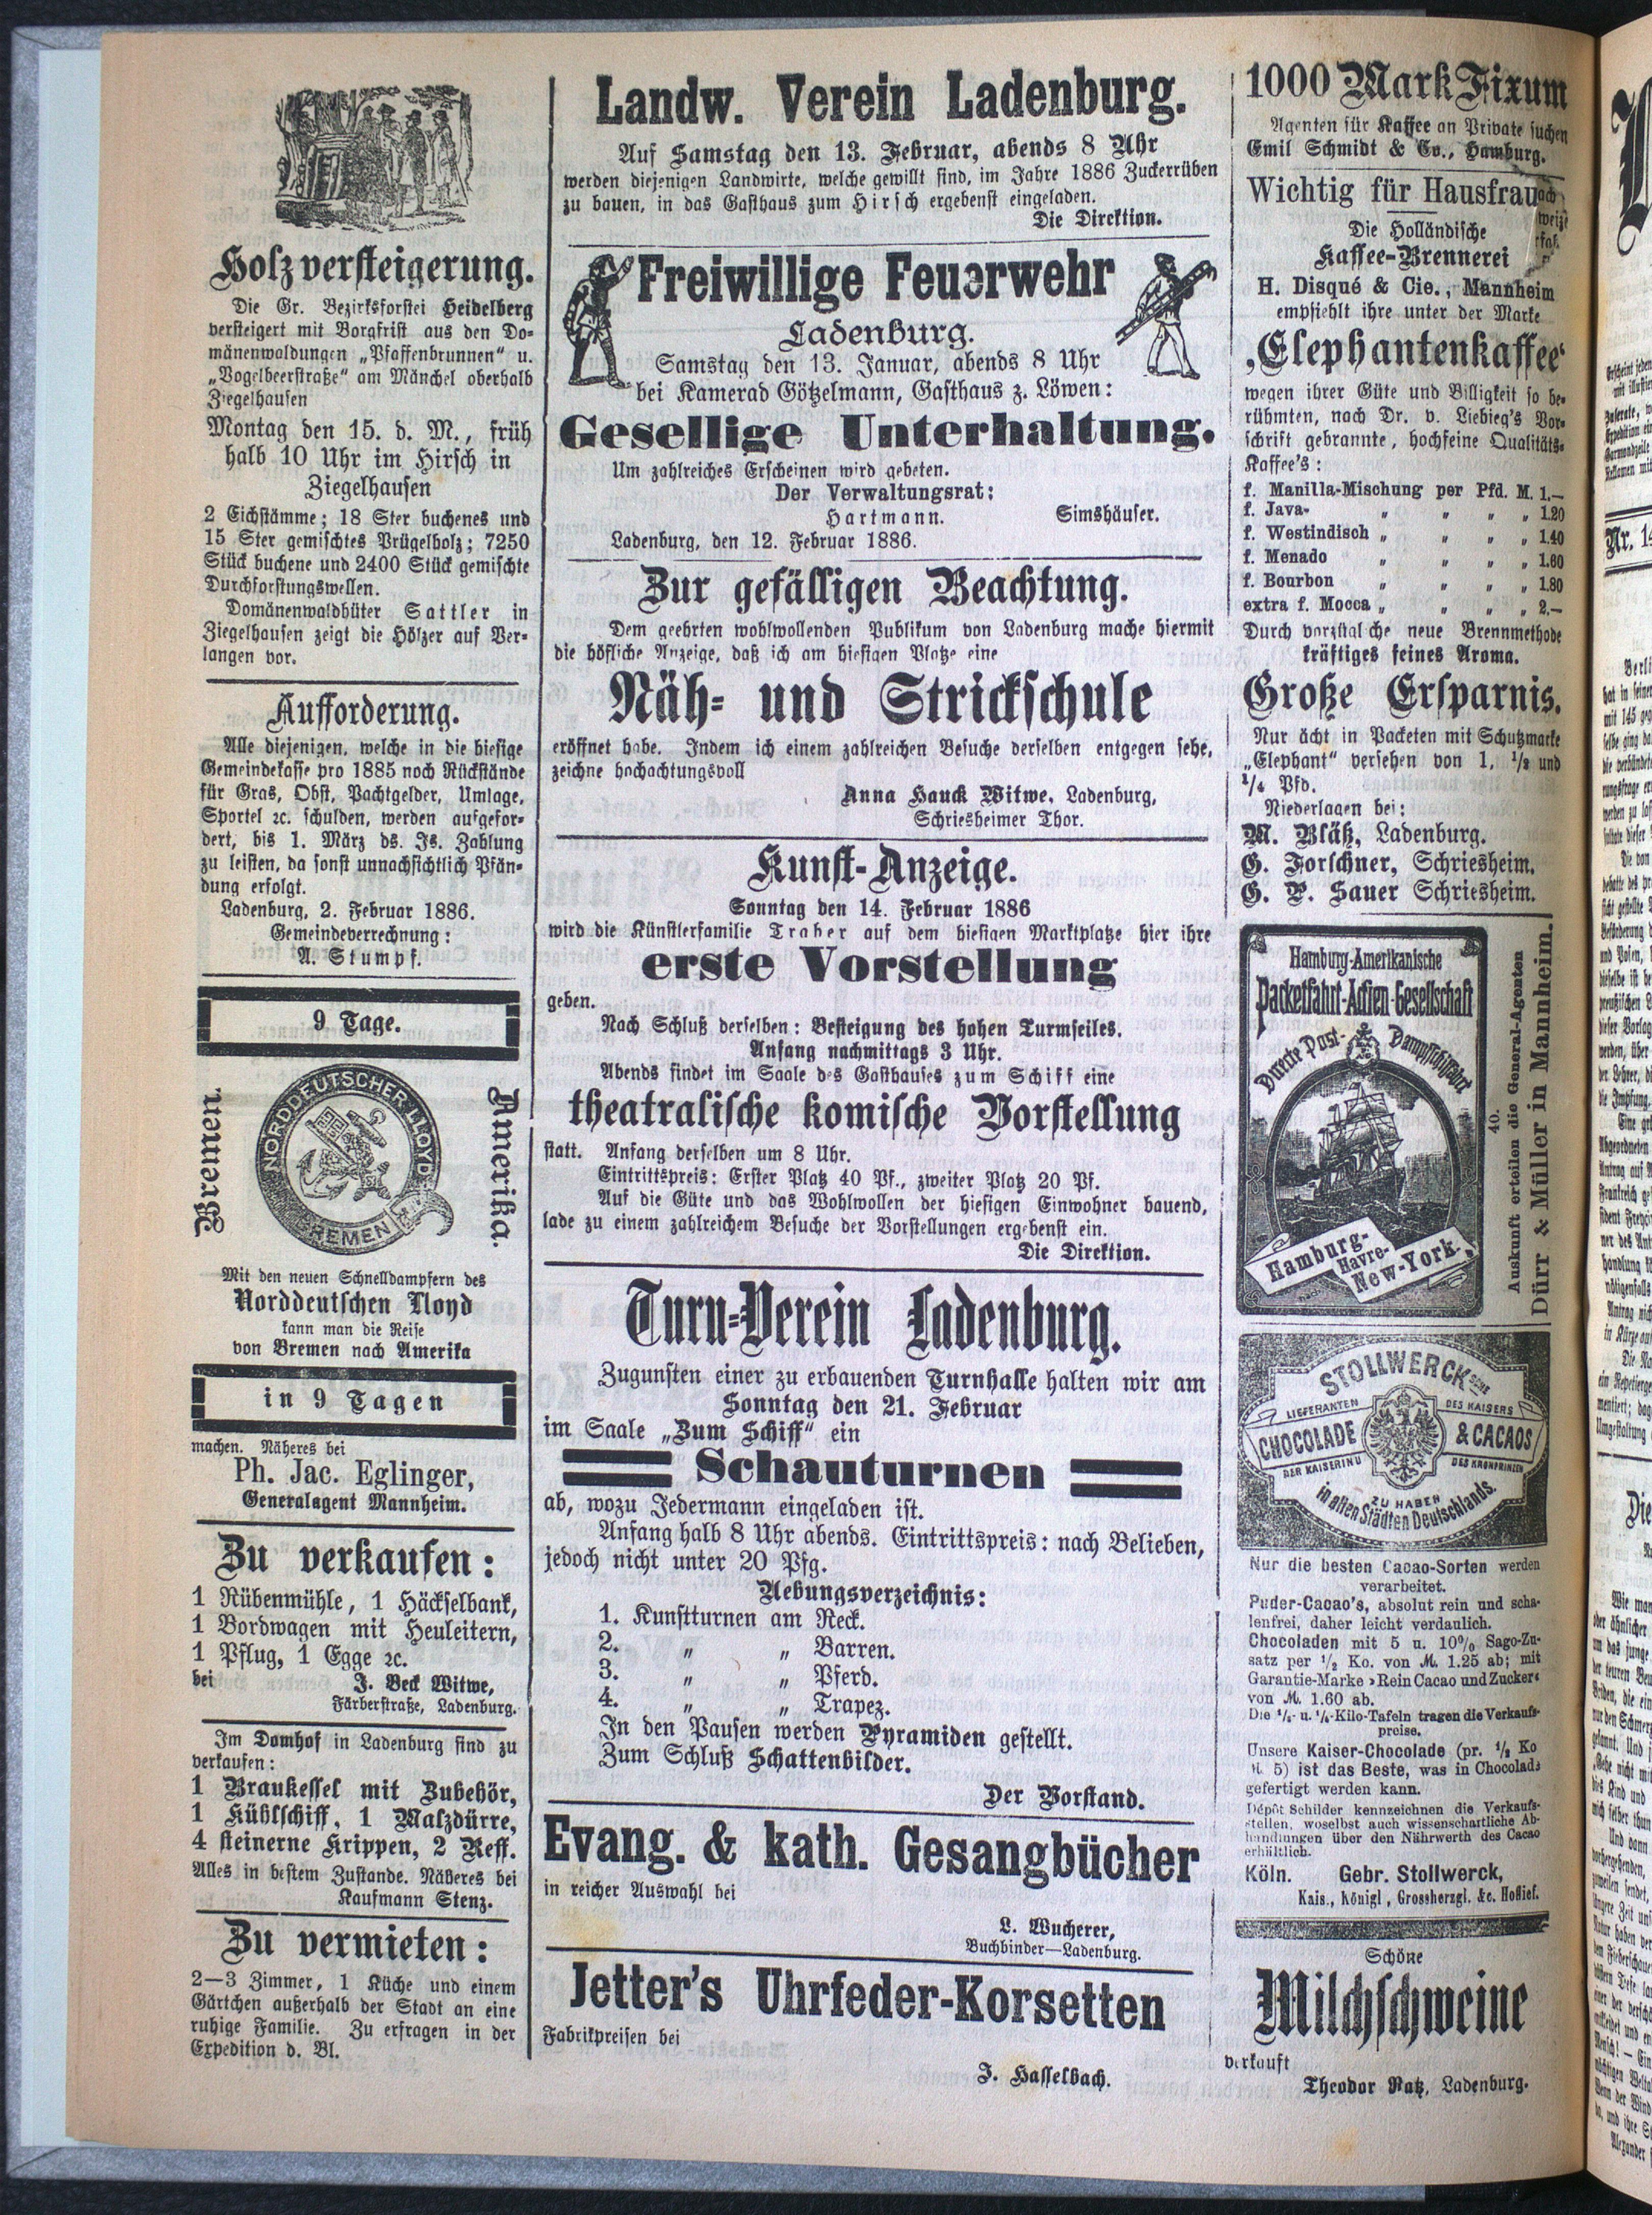 Holzversteigerung.
Die Gr. Bezirksforstei Heidelberg
versteigert mit Borgfrist aus den Do-
mänenwaldungen „Pfaffenbrunnen“ u.
„Vogelbeerstraße“ am Münchel oberhalb
Ziegelhausen
Montag den 15. d. M., früh
halb 10 Uhr im Hirsch in
Ziegelhausen
2 Eichstämme; 18 Ster buchenes und
15 Ster gemischtes Prügelholz; 7250
Stück buchene und 2400 Stück gemischte
Durchforstungswellen.
Domänenwaldhüter Sattler in
Ziegelhausen zeigt die Hölzer auf Ver-
langen vor.
Aufforderung.
Alle diejenigen, welche in die hiesige
Gemeindekasse pro 1885 noch Rückstände
für Gras, Obst, Pachtgelder, Umlage,
Sportel ꝛc. schulden, werden aufgefor-
dert, bis 1. März ds. Js. Zahlung
zu leisten, da sonst unnachsichtlich Pfän-
dung erfolgt.
Ladenburg, 2. Februar 1886.
Gemeindeverrechnung:
A. Stumpf.
9 Tage.
Bremen.
NORDDEUTSCHER LLOYD
BREMEN
Amerika.
Mit den neuen Schnelldampfern des
Norddeutschen Lloyd
kann man die Reise
von Bremen nach Amerika
in 9 Tagen
machen. Näheres bei
Ph. Jac. Eglinger,
Generalagent Mannheim.
Zu verkaufen:
1 Rübenmühle, 1 Häckselbank,
1 Bordwagen mit Heuleitern,
1 Pflug, 1 Egge ꝛc.
bei J. Beck Witwe,
Färberstraße, Ladenburg.
Im Domhof in Ladenburg sind zu
verkaufen:
1 Braukessel mit Zubehör,
1 Kühlschiff, 1 Malzdürre,
4 steinerne Krippen, 2 Reff.
Alles in bestem Zustande. Näheres bei
Kaufmann Stenz.
Zu vermieten:
2—3 Zimmer, 1 Küche und einem
Gärtchen außerhalb der Stadt an eine
ruhige Familie. Zu erfragen in der
Expedition d. Bl.
Landw. Verein Ladenburg.
Auf Samstag den 13. Februar, abends 8 Uhr
werden diejenigen Landwirte, welche gewillt sind, im Jahre 1886 Zuckerrüben
zu bauen, in das Gasthaus zum Hirsch ergebenst eingeladen.
Die Direktion.
Freiwillige Feuerwehr
Ladenburg.
Samstag den 13. Januar, abends 8 Uhr
bei Kamerad Götzelmann, Gasthaus z. Löwen:
Gesellige Unterhaltung.
Um zahlreiches Erscheinen wird gebeten.
Der Verwaltungsrat:
Hartmann. Simshäuser.
Ladenburg, den 12. Februar 1886.
Zur gefälligen Beachtung.
Dem geehrten wohlwollenden Publikum von Ladenburg mache hiermit
die höfliche Anzeige, daß ich am hiesigen Platze eine
Näh- und Strickschule
eröffnet habe. Indem ich einem zahlreichen Besuche derselben entgegen sehe,
zeichne hochachtungsvoll
Anna Hauck Witwe, Ladenburg,
Schriesheimer Thor.
Kunst-Anzeige.
Sonntag den 14. Februar 1886
wird die Künstlerfamilie Traber auf dem hiesigen Marktplatze hier ihre
erste Vorstellung
geben.
Nach Schluß derselben: Besteigung des hohen Turmseiles.
Anfang nachmittags 3 Uhr.
Abends findet im Saale des Gasthauses zum Schiff eine
theatralische komische Vorstellung
statt. Anfang derselben um 8 Uhr.
Eintrittspreis: Erster Platz 40 Pf., zweiter Platz 20 Pf.
Auf die Güte und das Wohlwollen der hiesigen Einwohner bauend,
lade zu einem zahlreichem Besuche der Vorstellungen ergebenst ein.
Die Direktion.
Turn-Verein Ladenburg.
Zugunsten einer zu erbauenden Turnhalle halten wir am
Sonntag den 21. Februar
im Saale „Zum Schiff“ ein
Schauturnen
ab, wozu Jedermann eingeladen ist.
Anfang halb 8 Uhr abends. Eintrittspreis: nach Belieben,
jedoch nicht unter 20 Pfg.
Uebungsverzeichnis:
1. Kunstturnen am Reck.
2. „ „ Barren.
3. „ „ Pferd.
4. „ „ Trapez.
In den Pausen werden Pyramiden gestellt.
Zum Schluß Schattenbilder.
Der Vorstand.
Evang. & kath. Gesangbücher
in reicher Auswahl bei
L. Wucherer,
Buchbinder—Ladenburg.
Jetter's Uhrfeder-Korsetten
Fabrikpreisen bei
J. Hasselbach.
1000 Mark Fixum
Agenten für Kaffee an Private suchen
Emil Schmidt & Co., Hamburg.
Wichtig für Hausfrau
Die Holländische
Kaffee-Brennerei
H. Disqué & Cie., Mannheim
empfiehlt ihre unter der Marke
‚Elephantenkaffee‘
wegen ihrer Güte und Billigkeit so be-
rühmten, nach Dr. v. Liebig's Vor-
schrift gebrannte, hochfeine Qualitäts-
Kaffee's:
f. Manilla-Mischung per Pfd. M. 1.—
f. Java- „ „ „ „ 1.20
f. Westindisch „ „ „ „ 1.40
f. Menado „ „ „ „ 1.60
f. Bourbon „ „ „ „ 1.80
extra f. Mocca „ „ „ „ 2.—
Durch vorzügliche neue Brennmethode
kräftiges feines Aroma.
Große Ersparnis.
Nur ächt in Packeten mit Schutzmarke
„Elephant“ versehen von 1, 1/2 und
1/4 Pfd.
Niederlagen bei:
M. Bläß, Ladenburg.
G. Forschner, Schriesheim.
G. P. Sauer Schriesheim.
Hamburg-Amerikanische
Packetfahrt-Actien-Gesellschaft
Directe Post- Dampfschiffahrt
Hamburg-
Havre-
New-York.
40.
Auskunft erteilen die General-Agenten
Dürr & Müller in Mannheim.
STOLLWERCK'SCHE
LIEFERANTEN DES KAISERS
CHOCOLADE & CACAOS
DER KAISERIN U DES KRONPRINZEN
ZU HABEN
in allen Städten Deutschlands.
Nur die besten Cacao-Sorten werden
verarbeitet.
Puder-Cacao's, absolut rein und scha-
lenfrei, daher leicht verdaulich.
Chocoladen mit 5 u. 10% Sago-Zu-
satz per 1/2 Ko. von M. 1.25 ab; mit
Garantie-Marke ›Rein Cacao und Zucker‹
von M. 1.60 ab.
Die 1/2- u. 1/4-Kilo-Tafeln tragen die Verkaufs-
preise.
Unsere Kaiser-Chocolade (pr. 1/2 Ko
M. 5) ist das Beste, was in Chocolade
gefertigt werden kann.
Dépôt Schilder kennzeichnen die Verkaufs-
stellen, woselbst auch wissenschaftliche Ab-
handlungen über den Nährwerth des Cacao
erhältlich.
Köln. Gebr. Stollwerck,
Kais., königl., Grossherzgl. &c. Hoflief.
Schöne
Milchschweine
verkauft
Theodor Ratz, Ladenburg.